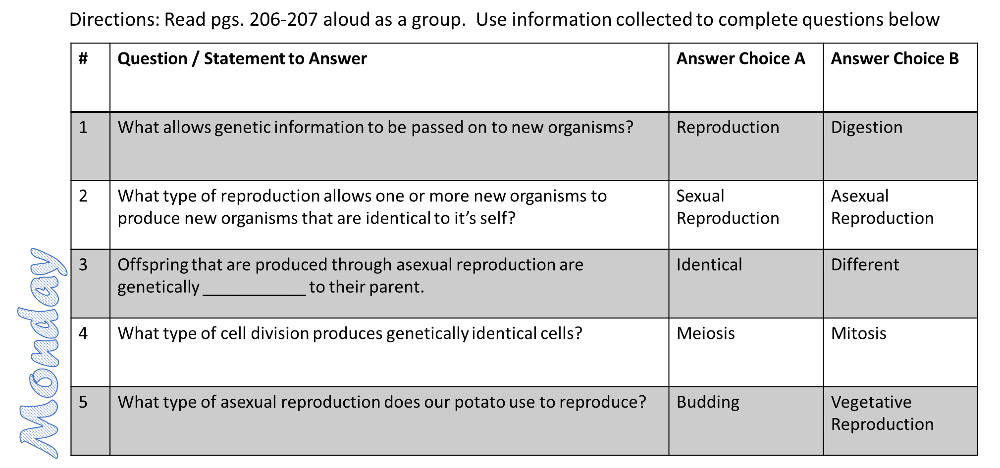 Directions: Read pgs. 206-207 aloud as a group.  Use information collected to complete questions below
# Question / Statement to Answer Answer Choice A Answer Choice B
1 What allows genetic information to be passed on to new organisms? Reproduction Digestion
2 What type of reproduction allows one or more new organisms to Sexual Asexual
produce new organisms that are identical to it’s self? Reproduction Reproduction
3 Offspring that are produced through asexual reproduction are Identical Different
genetically ___________ to their parent.
4 What type of cell division produces genetically identical cells? Meiosis Mitosis
5 What type of asexual reproduction does our potato use to reproduce? Budding Vegetative
Reproduction
Monday